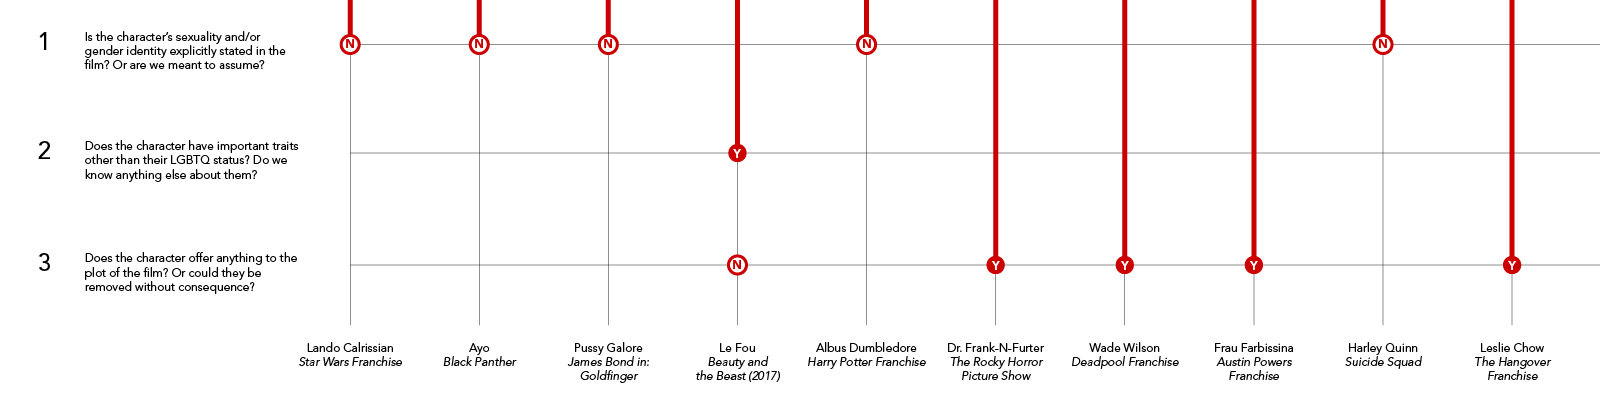 1
Is the character's sexuality and/or
gender identity explicitly stated in the
film? Or are we meant to assume?
N N N N N
2
Does the character have important traits
other than their LGBTQ status? Do we
know anything else about them?
Y
3
Does the character offer anything to the
plot of the film? Or could they be
removed without consequence?
N Y Y Y Y
Lando Calrissian
Star Wars Franchise
Ayo
Black Panther
Pussy Galore
James Bond in:
Goldfinger
Le Fou
Beauty and
the Beast (2017)
Albus Dumbledore
Harry Potter Franchise
Dr. Frank-N-Furter
The Rocky Horror
Picture Show
Wade Wilson
Deadpool Franchise
Frau Farbissina
Austin Powers
Franchise
Harley Quinn
Suicide Squad
Leslie Chow
The Hangover
Franchise